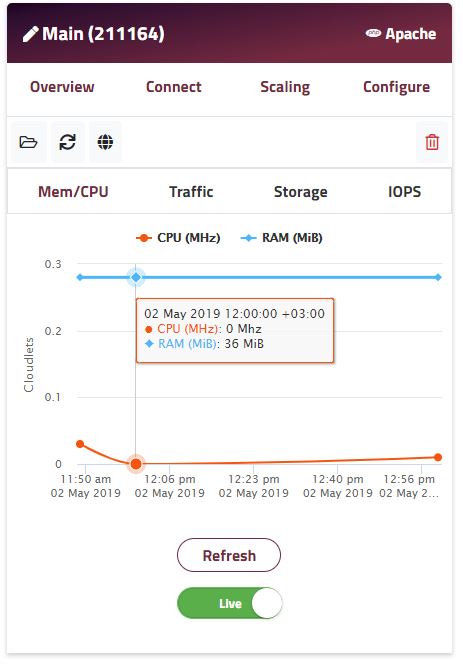 Main (211164)
php Apache
Overview Connect Scaling Configure
Mem/CPU Traffic Storage IOPS
CPU (MHz) RAM (MiB)
0.3
02 May 2019 12:00:00 +03:00
CPU (MHz): 0 Mhz
RAM (MiB): 36 MiB
0.2
Cloudlets
0.1
0
11:50 am 12:06 pm 12:23 pm 12:40 pm 12:56 pm
02 May 2019 02 May 2019 02 May 2019 02 May 2019 02 May 2...
Refresh
Live